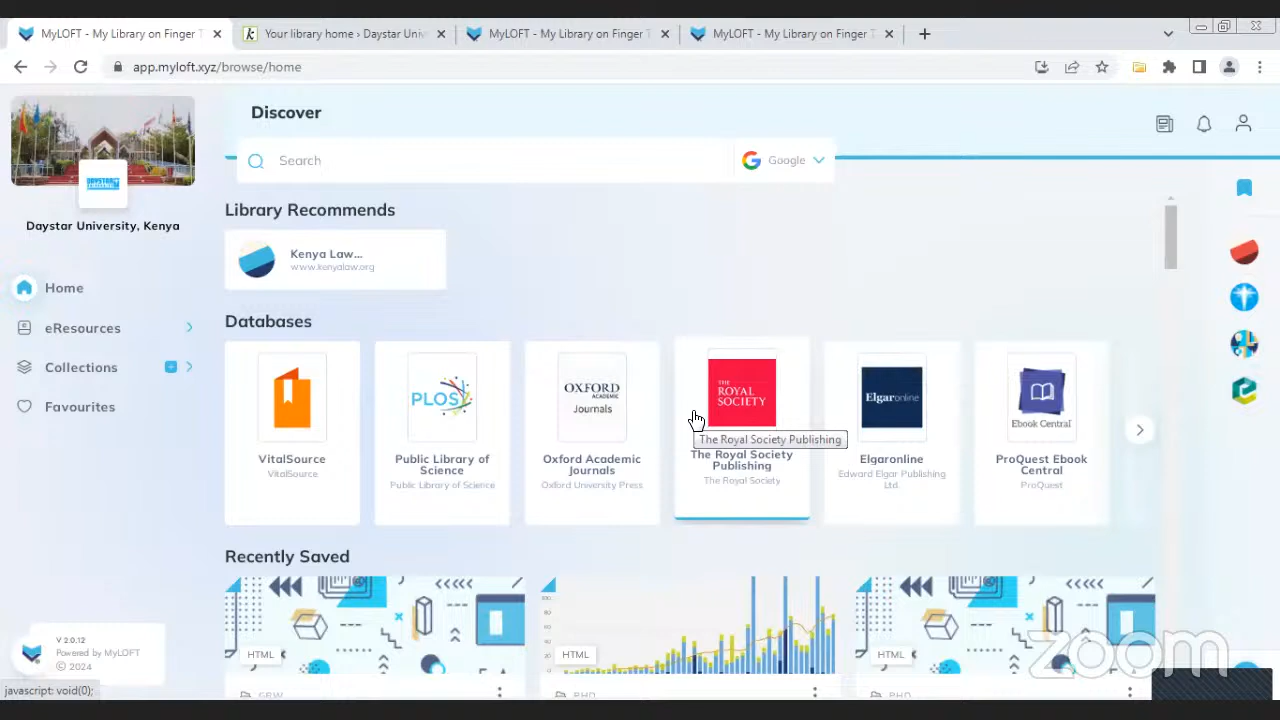 MyLOFT - My Library on Finger T
Your library home › Daystar Univ
MyLOFT - My Library on Finger T
MyLOFT - My Library on Finger T
app.myloft.xyz/browse/home
Discover
Search
Google
Daystar University, Kenya
Home
eResources
Collections
Favourites
Library Recommends
Kenya Law...
www.kenyalaw.org
Databases
VitalSource
VitalSource
PLOS
Public Library of
Science
Public Library of Science
OXFORD
ACADEMIC
Journals
Oxford Academic
Journals
Oxford University Press
THE
ROYAL
SOCIETY
The Royal Society Publishing
The Royal Society
Publishing
The Royal Society
Elgaronline
Elgaronline
Edward Elgar Publishing
Ltd.
Ebook Central
ProQuest Ebook
Central
ProQuest
Recently Saved
HTML
HTML
HTML
GRW
PHD
PHD
V 2.0.12
Powered by MyLOFT
© 2024
javascript: void(0);
zoom